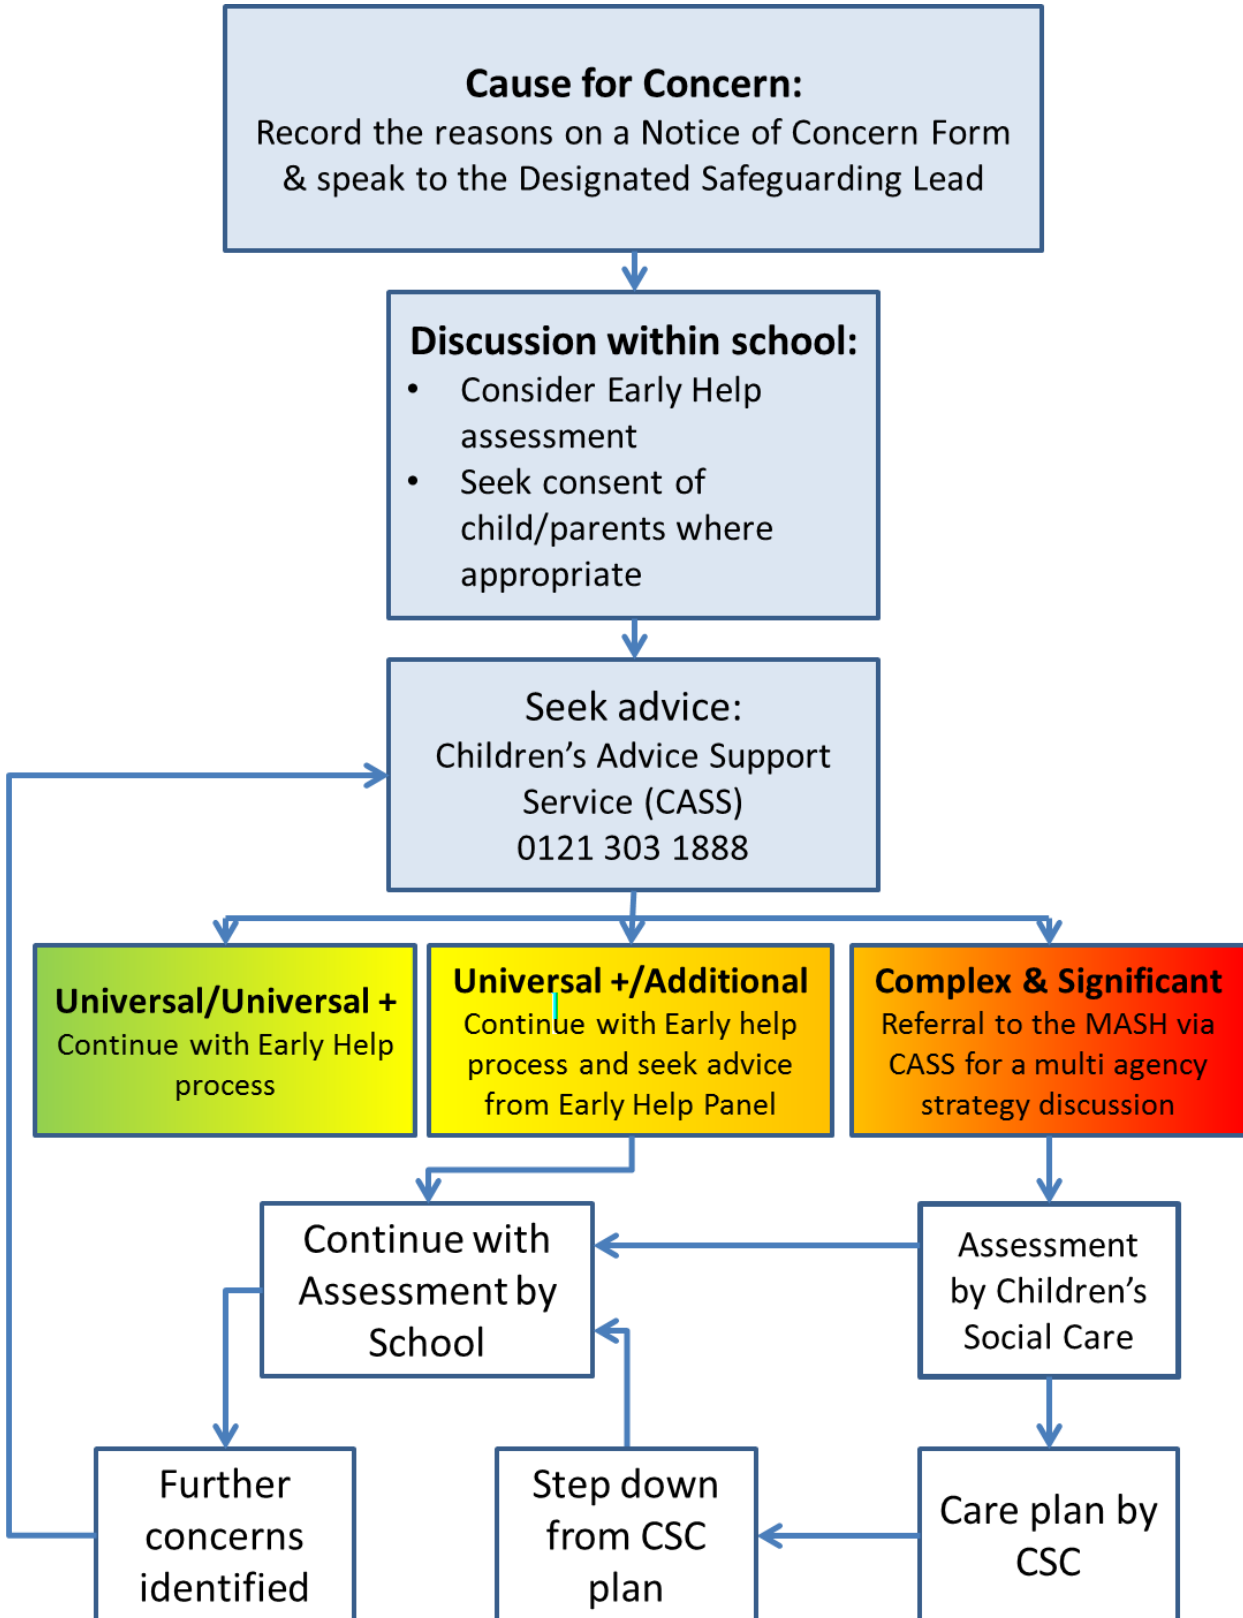 Cause for Concern:
Record the reasons on a Notice of Concern Form
& speak to the Designated Safeguarding Lead
Discussion within school:
• Consider Early Help
assessment
• Seek consent of
child/parents where
appropriate
Seek advice:
Children’s Advice Support
Service (CASS)
0121 303 1888
Universal/Universal +
Continue with Early Help
process
Universal +/Additional
Continue with Early help
process and seek advice
from Early Help Panel
Complex & Significant
Referral to the MASH via
CASS for a multi agency
strategy discussion
Continue with
Assessment by
School
Assessment
by Children’s
Social Care
Further
concerns
identified
Step down
from CSC
plan
Care plan by
CSC